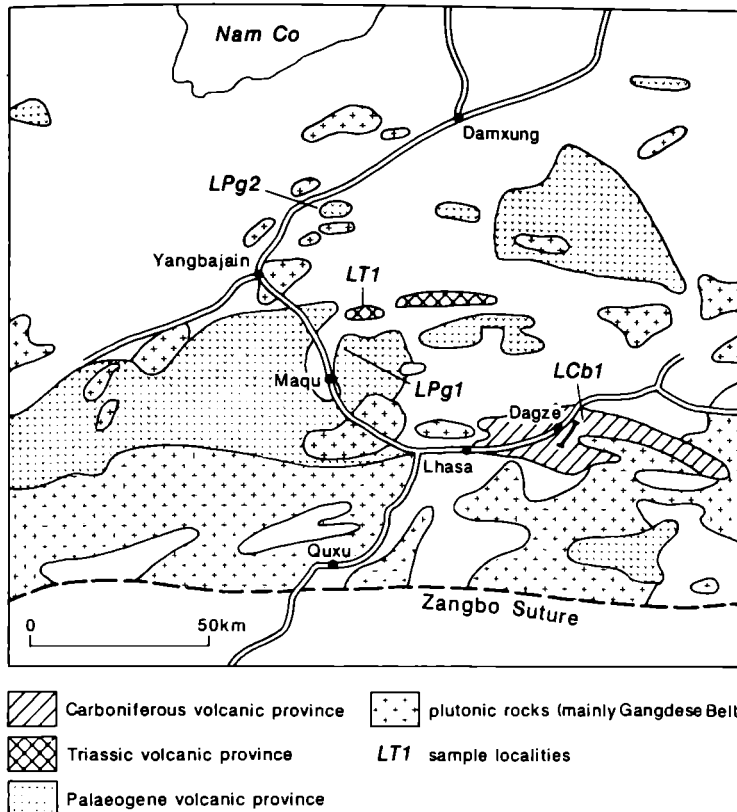 Nam Co
Damxung
LPg2
Yangbajain
LT1
Maqu
LPg1
LCb1
Dagze
Lhasa
Quxu
Zangbo Suture
0 50km
Carboniferous volcanic province
plutonic rocks (mainly Gangdese Belt
Triassic volcanic province
LT1 sample localities
Palaeogene volcanic province